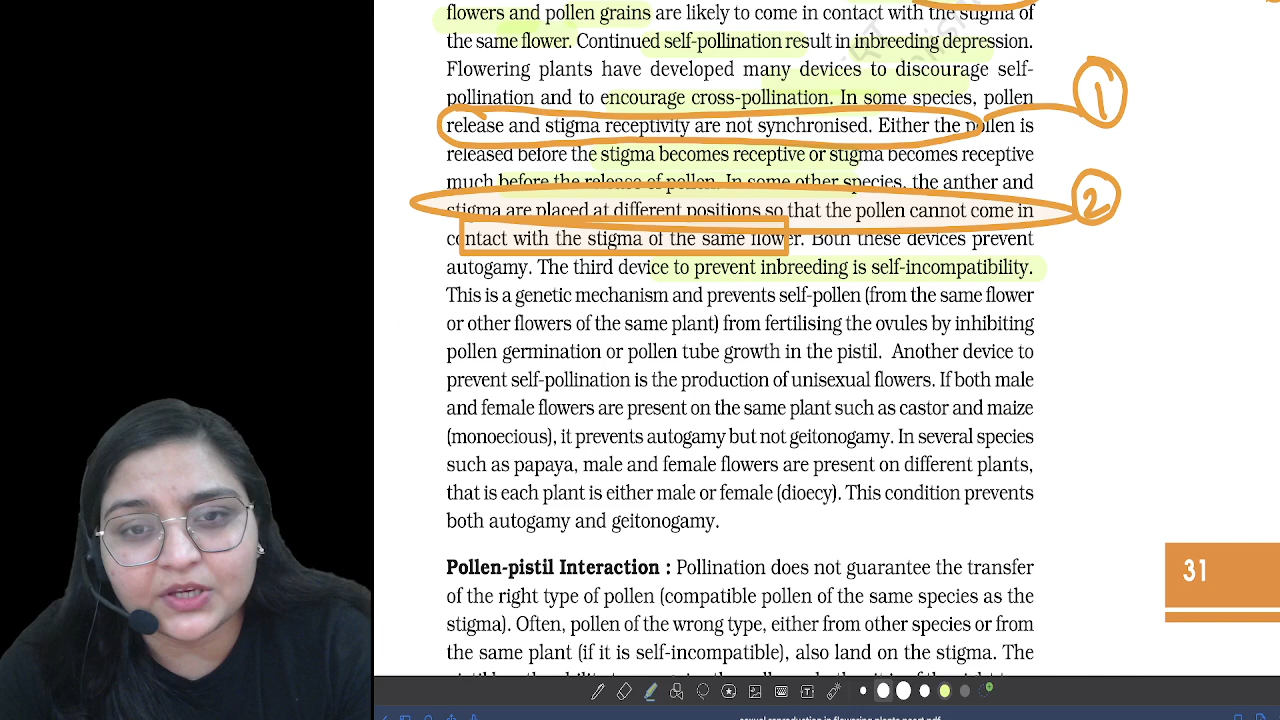 flowers and pollen grains are likely to come in contact with the stigma of
the same flower. Continued self-pollination result in inbreeding depression.
Flowering plants have developed many devices to discourage self-
pollination and to encourage cross-pollination. In some species, pollen
release and stigma receptivity are not synchronised. Either the pollen is
released before the stigma becomes receptive or stigma becomes receptive
much before the release of pollen. In some other species, the anther and
stigma are placed at different positions so that the pollen cannot come in
contact with the stigma of the same flower. Both these devices prevent
autogamy. The third device to prevent inbreeding is self-incompatibility.
This is a genetic mechanism and prevents self-pollen (from the same flower
or other flowers of the same plant) from fertilising the ovules by inhibiting
pollen germination or pollen tube growth in the pistil. Another device to
prevent self-pollination is the production of unisexual flowers. If both male
and female flowers are present on the same plant such as castor and maize
(monoecious), it prevents autogamy but not geitonogamy. In several species
such as papaya, male and female flowers are present on different plants,
that is each plant is either male or female (dioecy). This condition prevents
both autogamy and geitonogamy.
Pollen-pistil Interaction : Pollination does not guarantee the transfer
of the right type of pollen (compatible pollen of the same species as the
stigma). Often, pollen of the wrong type, either from other species or from
the same plant (if it is self-incompatible), also land on the stigma. The
1
2
31